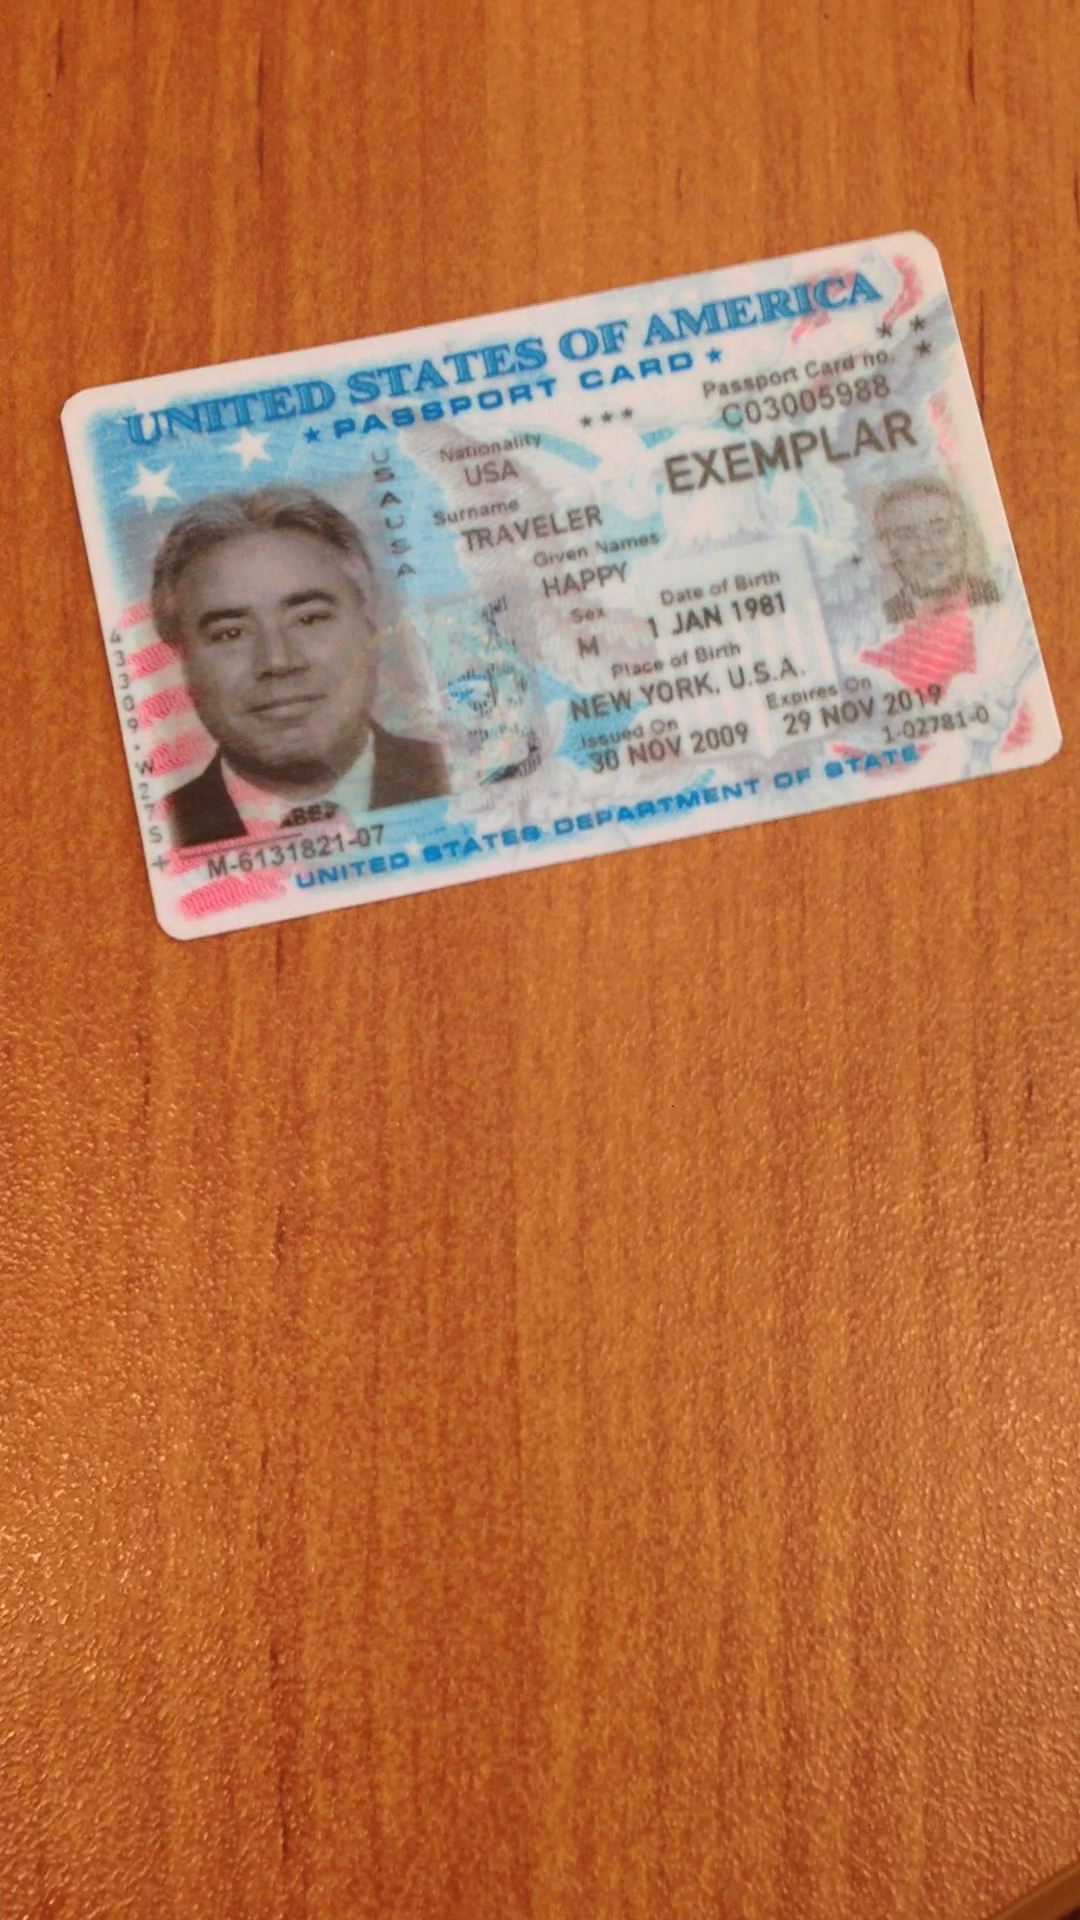 UNITED STATES OF AMERICA
★ PASSPORT CARD ★
Passport Card no.
C03005988
EXEMPLAR
Nationality
USA
Surname
TRAVELER
Given Names
HAPPY
Sex
M
Date of Birth
1 JAN 1981
Place of Birth
NEW YORK, U.S.A.
Issued On
30 NOV 2009
Expires On
29 NOV 2019
1-02781-0
USAUSA
M-6131821-07
UNITED STATES DEPARTMENT OF STATE